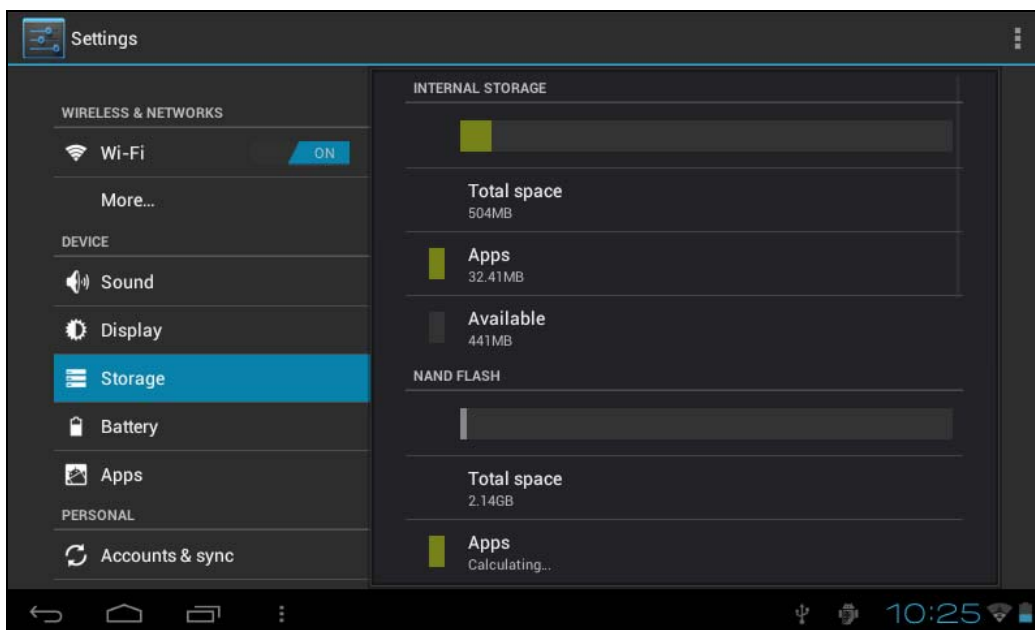 Settings
WIRELESS & NETWORKS
Wi-Fi
ON
More...
DEVICE
Sound
Display
Storage
Battery
Apps
PERSONAL
Accounts & sync
INTERNAL STORAGE
Total space
504MB
Apps
32.41MB
Available
441MB
NAND FLASH
Total space
2.14GB
Apps
Calculating...
10:25